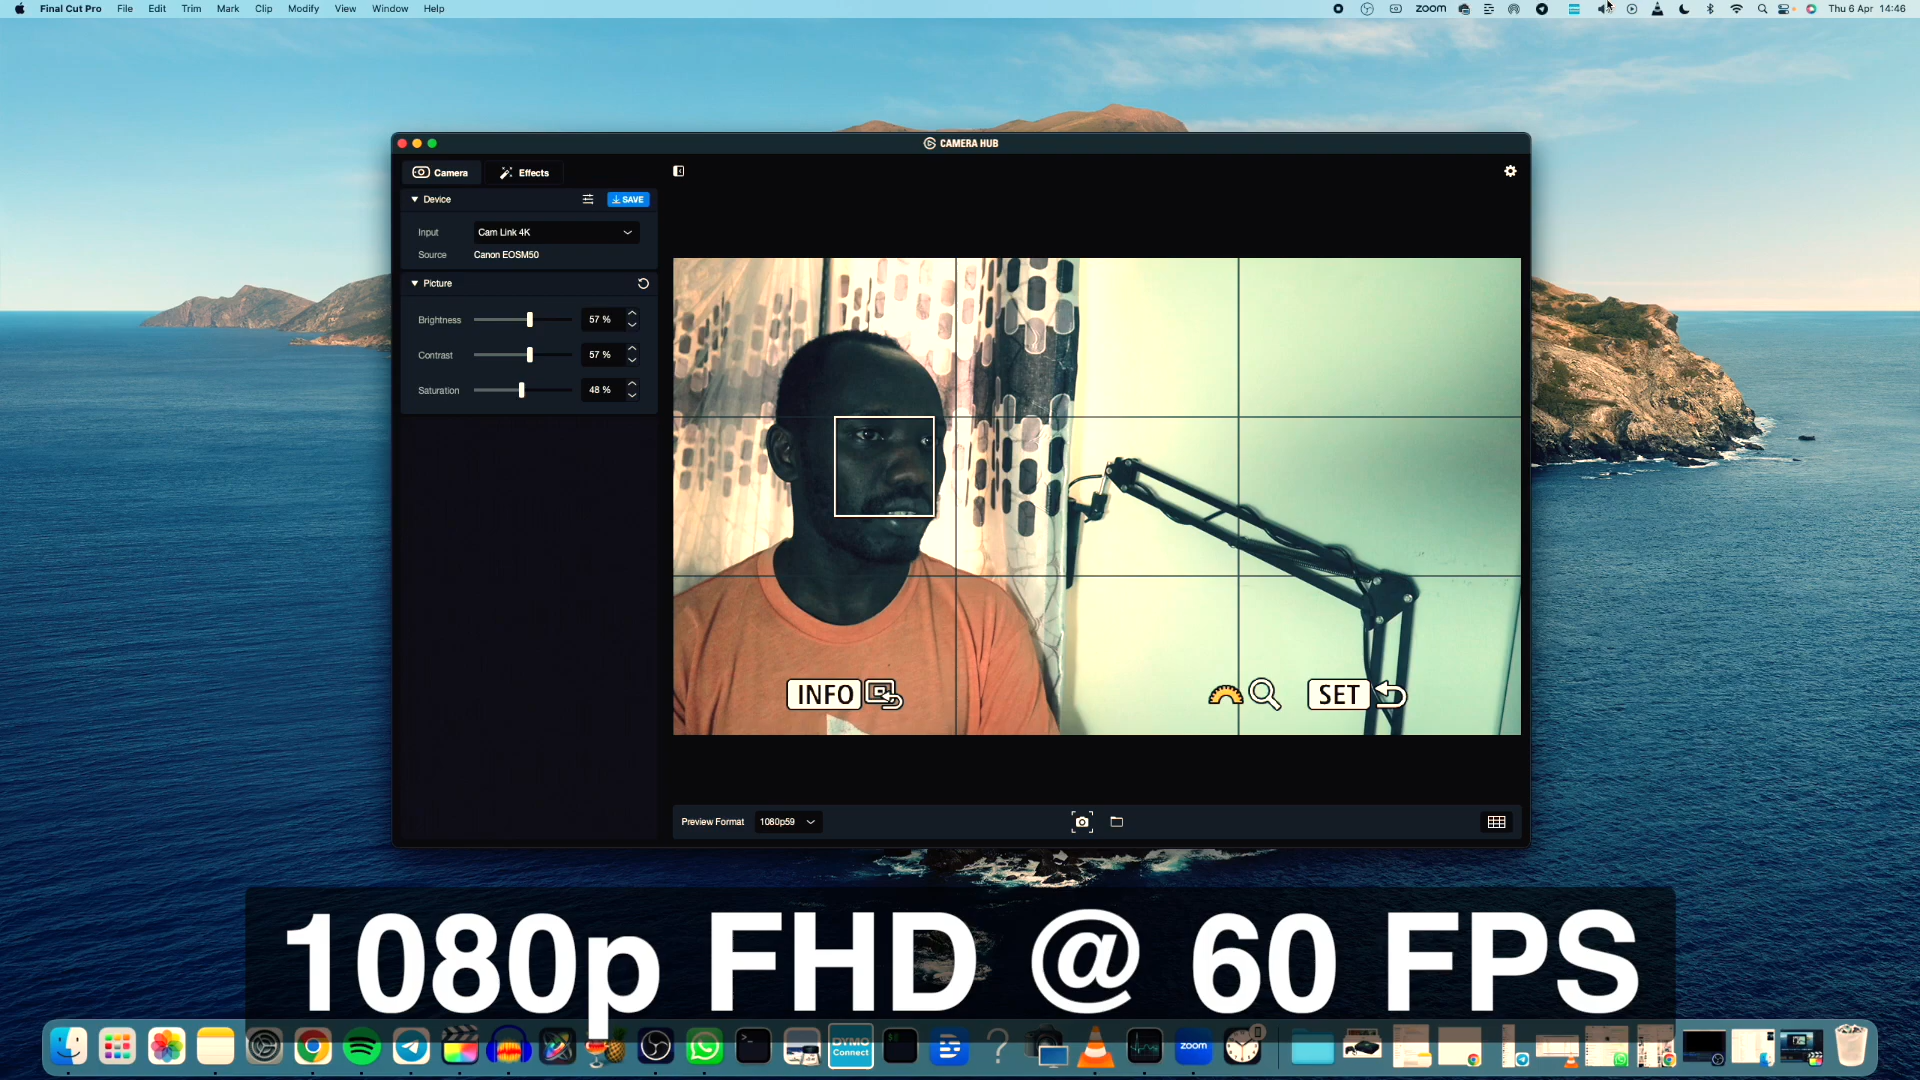 Final Cut Pro File Edit Trim Mark Clip Modify View Window Help zoom Thu 6 Apr 14:46
CAMERA HUB
Camera Effects
Device SAVE
Input Cam Link 4K
Source Canon EOSM50
Picture
Brightness 57 %
Contrast 57 %
Saturation 48 %
INFO SET
Preview Format 1080p59
1080p FHD @ 60 FPS
DYMO
Connect
zoom